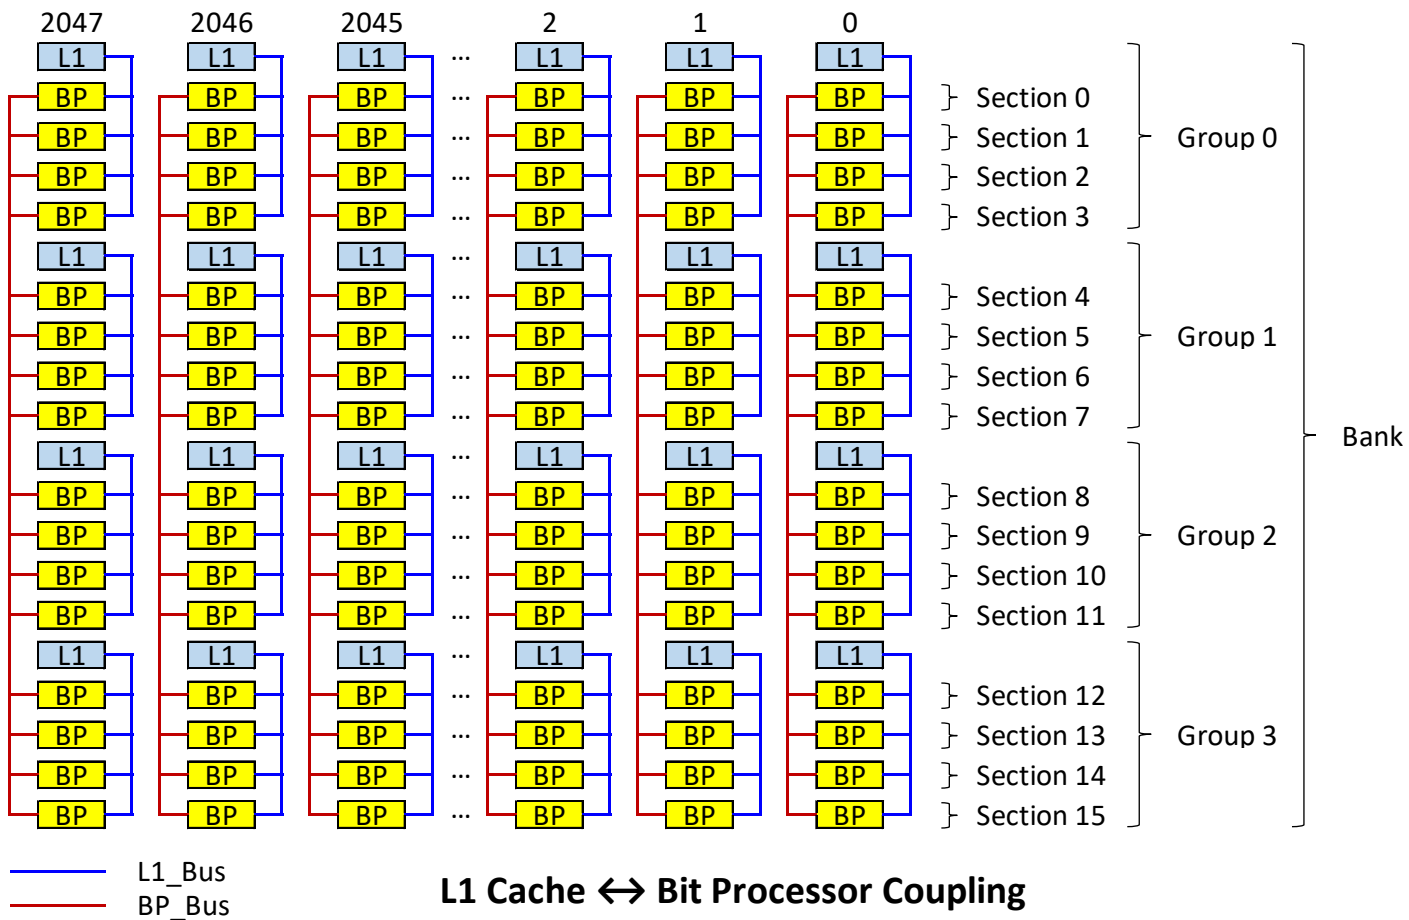 2047 2046 2045 2 1 0
L1 L1 L1 ... L1 L1 L1
BP BP BP ... BP BP BP Section 0
BP BP BP ... BP BP BP Section 1 Group 0
BP BP BP ... BP BP BP Section 2
BP BP BP ... BP BP BP Section 3
L1 L1 L1 ... L1 L1 L1
BP BP BP ... BP BP BP Section 4
BP BP BP ... BP BP BP Section 5 Group 1
BP BP BP ... BP BP BP Section 6
BP BP BP ... BP BP BP Section 7
Bank
L1 L1 L1 ... L1 L1 L1
BP BP BP ... BP BP BP Section 8
BP BP BP ... BP BP BP Section 9 Group 2
BP BP BP ... BP BP BP Section 10
BP BP BP ... BP BP BP Section 11
L1 L1 L1 ... L1 L1 L1
BP BP BP ... BP BP BP Section 12
BP BP BP ... BP BP BP Section 13 Group 3
BP BP BP ... BP BP BP Section 14
BP BP BP ... BP BP BP Section 15
L1_Bus
BP_Bus
L1 Cache ↔ Bit Processor Coupling